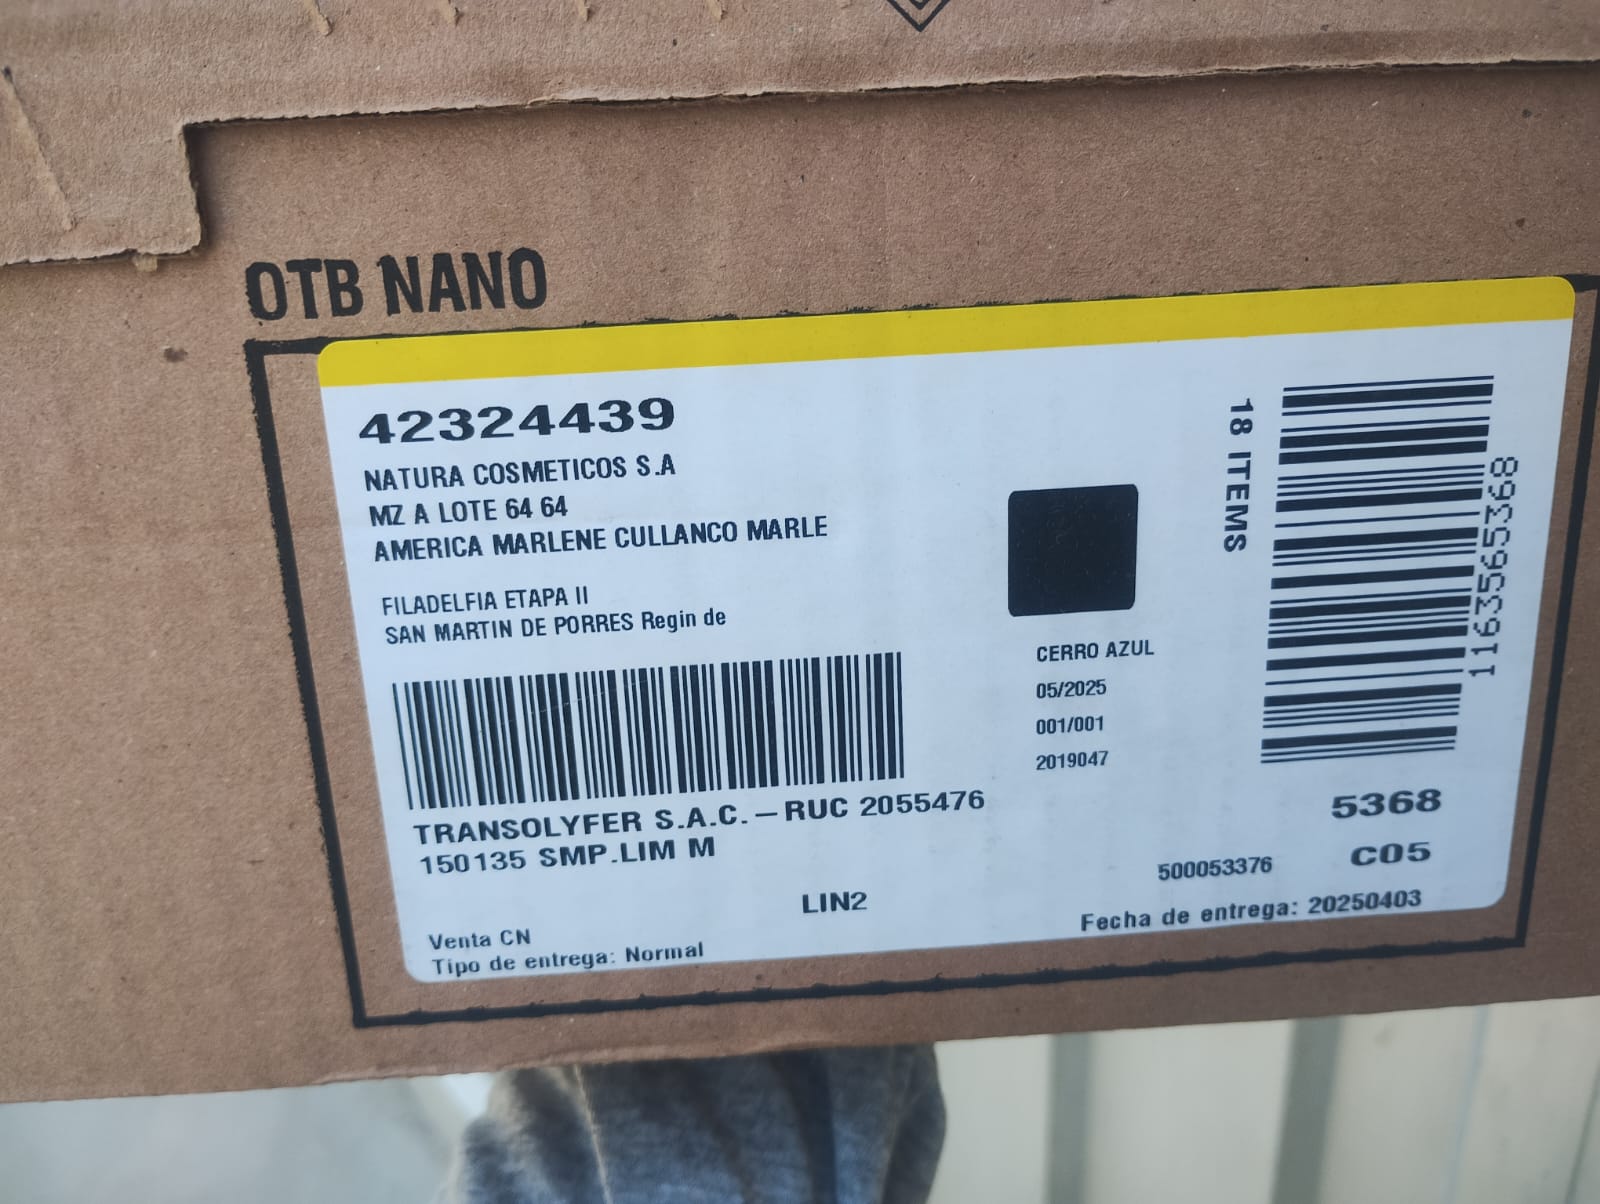 OTB NANO
42324439
NATURA COSMETICOS S.A
MZ A LOTE 64 64
AMERICA MARLENE CULLANCO MARLE
FILADELFIA ETAPA II
SAN MARTIN DE PORRES Regin de
TRANSOLYFER S.A.C.-RUC 2055476
150135 SMP.LIM M
LIN2
Venta CN
Tipo de entrega: Normal
CERRO AZUL
05/2025
001/001
2019047
18 ITEMS
1163565368
5368
C05
500053376
Fecha de entrega: 20250403